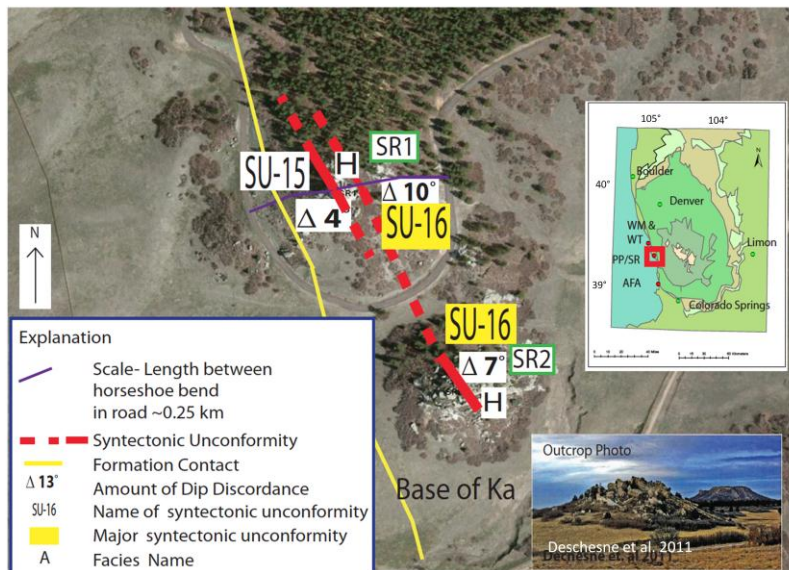 SR1
H
SU-15
Δ 10°
Δ 4°
SU-16
SU-16
Δ 7°
SR2
H
Base of Ka
N
Explanation
Scale- Length between
horseshoe bend
in road ~0.25 km
Syntectonic Unconformity
Formation Contact
Δ 13° Amount of Dip Discordance
SU-16 Name of syntectonic unconformity
Major syntectonic unconformity
A Facies Name
105° 104°
N
Boulder
40°
Denver
WM &
WT
Limon
PP/SR
39°
AFA
Colorado Springs
Outcrop Photo
Deschesne et al. 2011